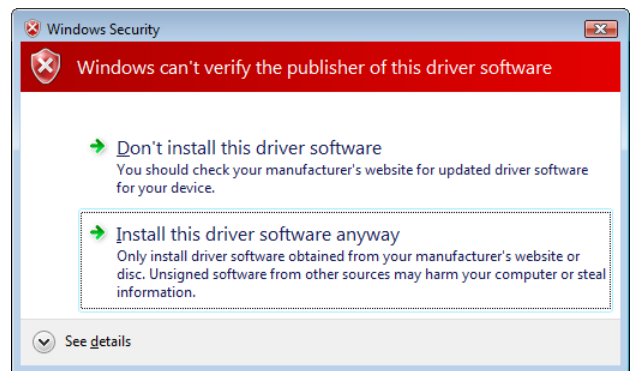 Windows Security
Windows can't verify the publisher of this driver software
Don't install this driver software
You should check your manufacturer's website for updated driver software
for your device.
Install this driver software anyway
Only install driver software obtained from your manufacturer's website or
disc. Unsigned software from other sources may harm your computer or steal
information.
See details